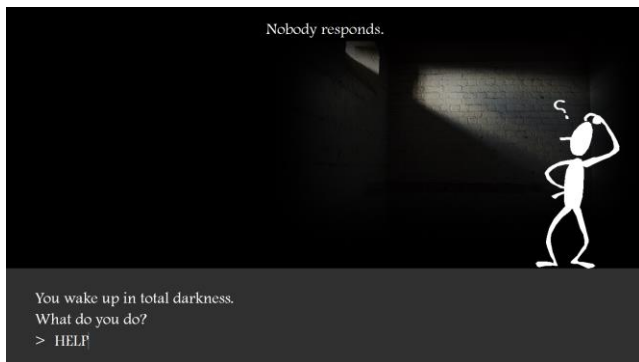 Nobody responds.
?
You wake up in total darkness.
What do you do?
> HELP